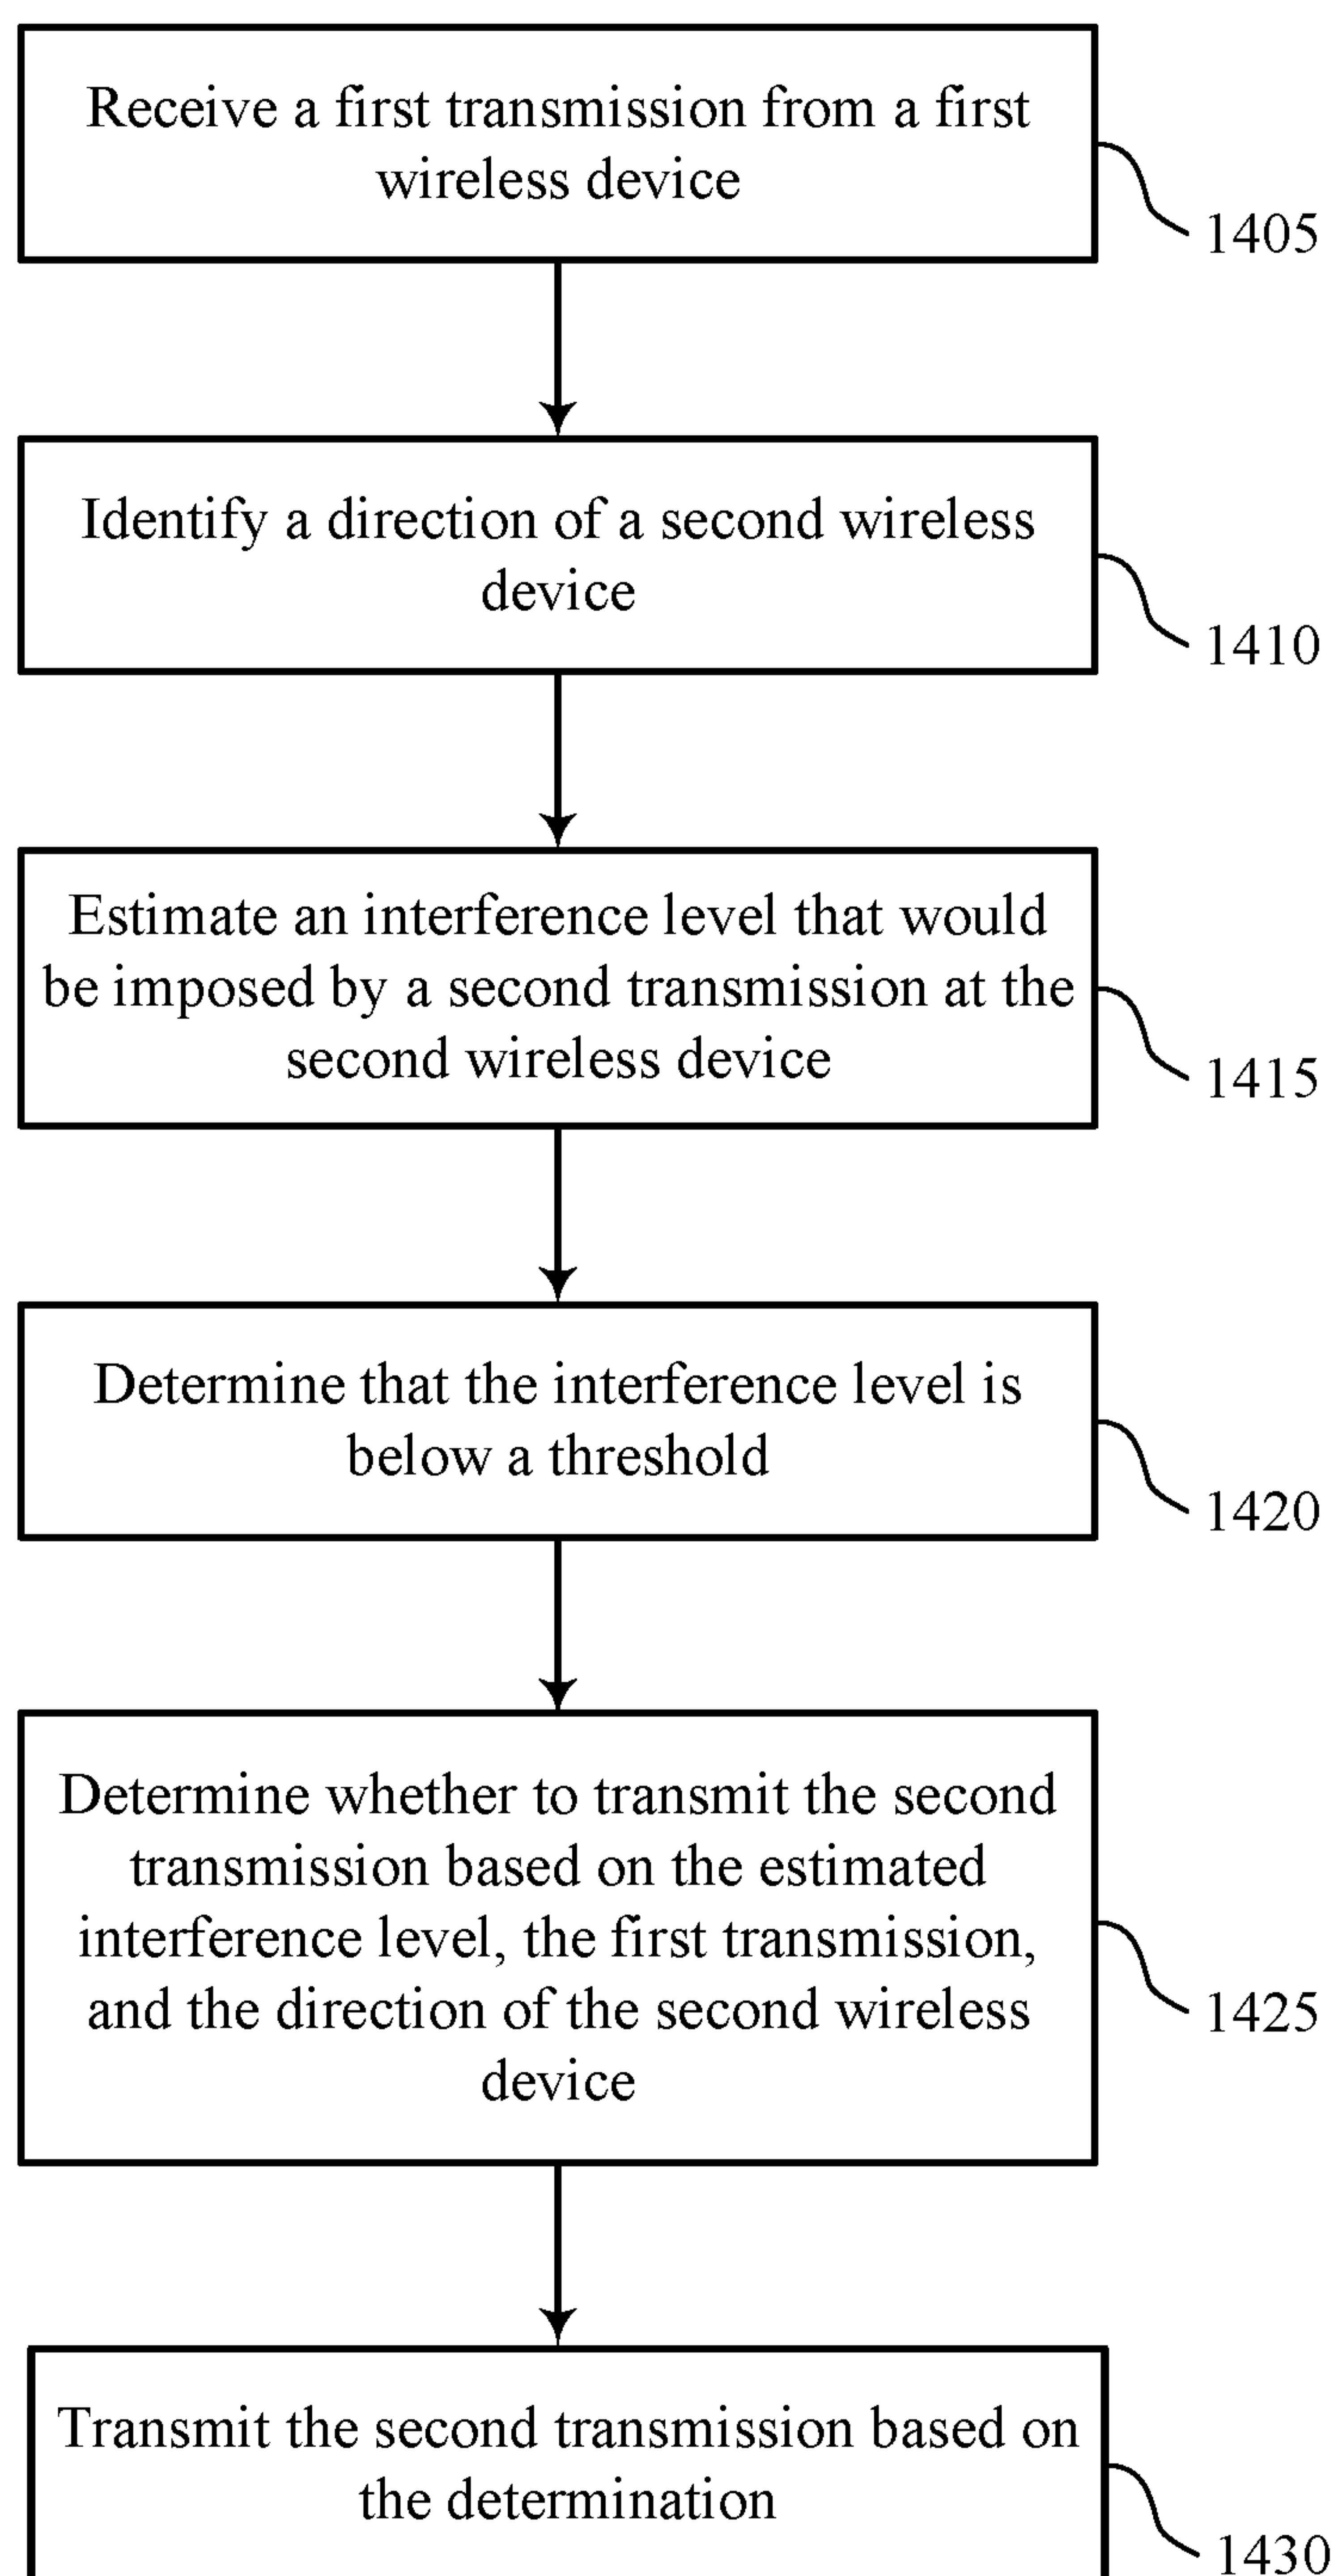 Receive a first transmission from a first
wireless device
1405
Identify a direction of a second wireless
device
1410
Estimate an interference level that would
be imposed by a second transmission at the
second wireless device
1415
Determine that the interference level is
below a threshold
1420
Determine whether to transmit the second
transmission based on the estimated
interference level, the first transmission,
and the direction of the second wireless
device
1425
Transmit the second transmission based on
the determination
1430